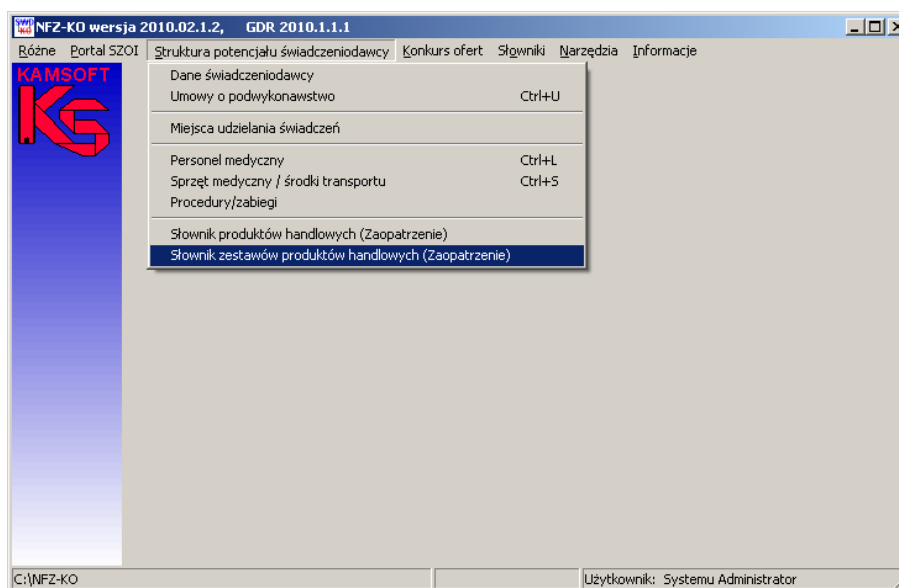 NFZ-KO wersja 2010.02.1.2, GDR 2010.1.1.1
Różne Portal SZOI Struktura potencjału świadczeniodawcy Konkurs ofert Słowniki Narzędzia Informacje
KAMSOFT
Dane świadczeniodawcy
Umowy o podwykonawstwo Ctrl+U
Miejsca udzielania świadczeń
Personel medyczny Ctrl+L
Sprzęt medyczny / środki transportu Ctrl+S
Procedury/zabiegi
Słownik produktów handlowych (Zaopatrzenie)
Słownik zestawów produktów handlowych (Zaopatrzenie)
C:\NFZ-KO Użytkownik: Systemu Administrator